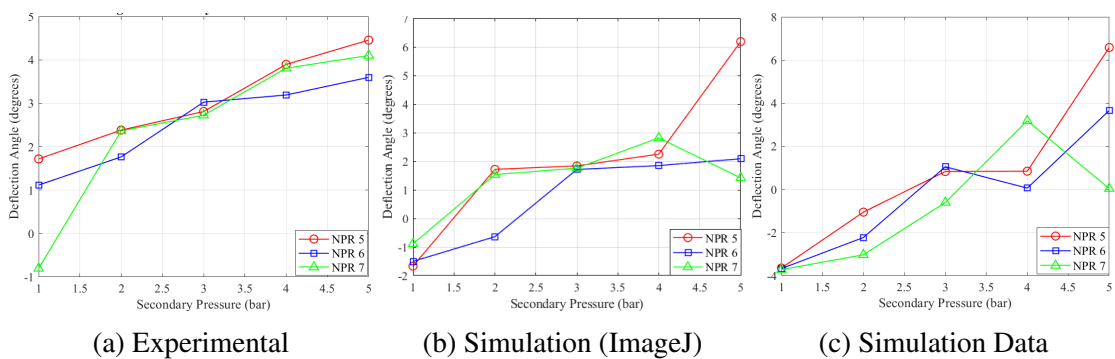 5
4
3
2
1
0
-1
Deflection Angle (degrees)
NPR 5
NPR 6
NPR 7
1 1.5 2 2.5 3 3.5 4 4.5 5
Secondary Pressure (bar)
(a) Experimental
7
6
5
4
3
2
1
0
-1
-2
Deflection Angle (degrees)
NPR 5
NPR 6
NPR 7
1 1.5 2 2.5 3 3.5 4 4.5 5
Secondary Pressure (bar)
(b) Simulation (ImageJ)
8
6
4
2
0
-2
-4
Deflection Angle (degrees)
NPR 5
NPR 6
NPR 7
1 1.5 2 2.5 3 3.5 4 4.5 5
Secondary Pressure (bar)
(c) Simulation Data